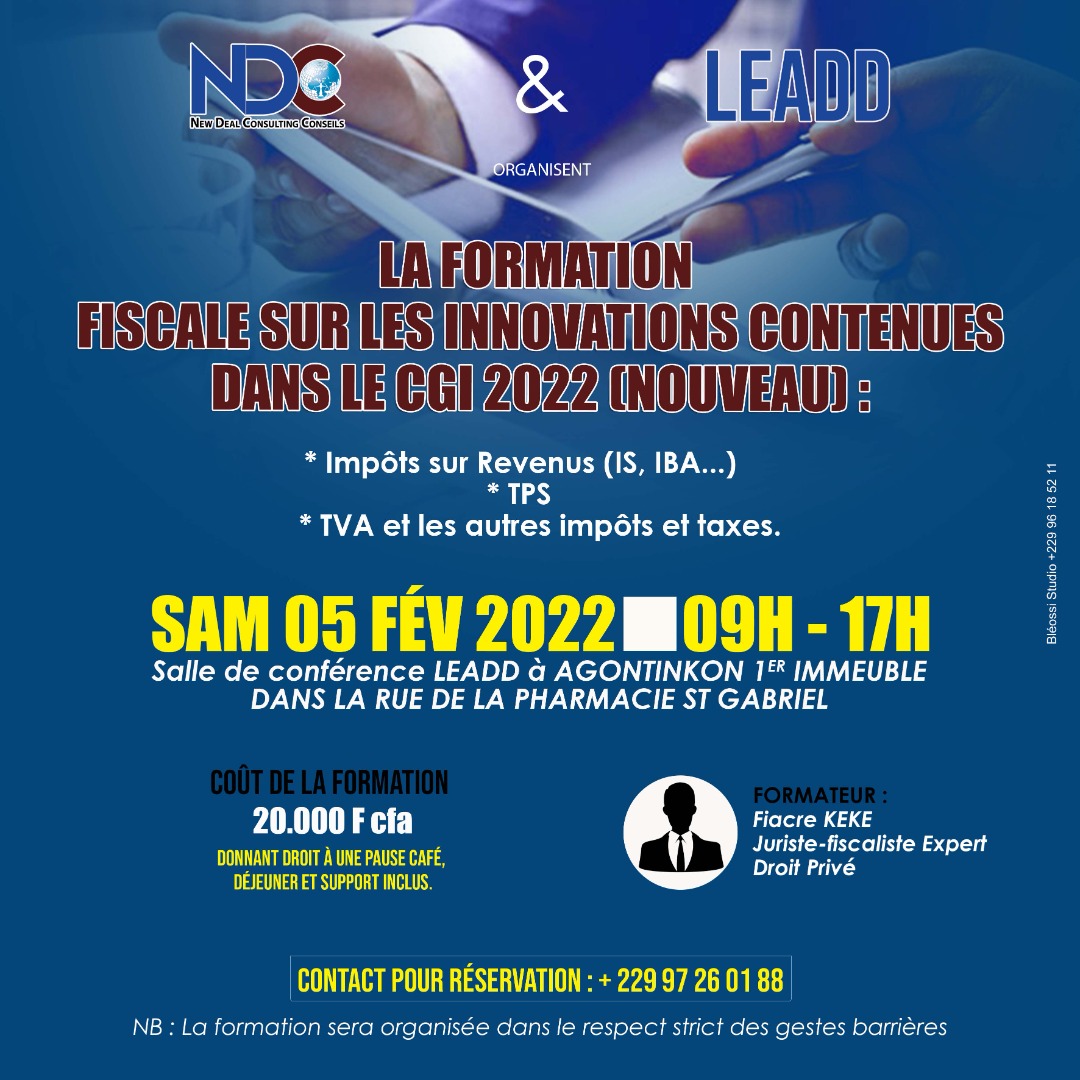 NDC
NEW DEAL CONSULTING CONSEILS
&
LEADD
ORGANISENT
LA FORMATION
FISCALE SUR LES INNOVATIONS CONTENUES
DANS LE CGI 2022 (NOUVEAU) :
* Impôts sur Revenus (IS, IBA...)
* TPS
* TVA et les autres impôts et taxes.
SAM 05 FÉV 2022 09H - 17H
Salle de conférence LEADD à AGONTINKON 1ER IMMEUBLE
DANS LA RUE DE LA PHARMACIE ST GABRIEL
COÛT DE LA FORMATION
20.000 F cfa
DONNANT DROIT À UNE PAUSE CAFÉ,
DÉJEUNER ET SUPPORT INCLUS.
FORMATEUR :
Fiacre KEKE
Juriste-fiscaliste Expert
Droit Privé
CONTACT POUR RÉSERVATION : + 229 97 26 01 88
NB : La formation sera organisée dans le respect strict des gestes barrières
Bléossi Studio +229 96 18 52 11